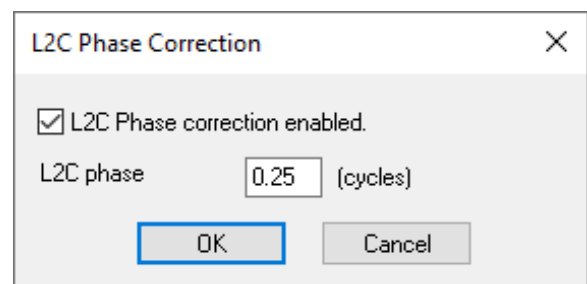 L2C Phase Correction
L2C Phase correction enabled.
L2C phase 0.25 (cycles)
OK Cancel